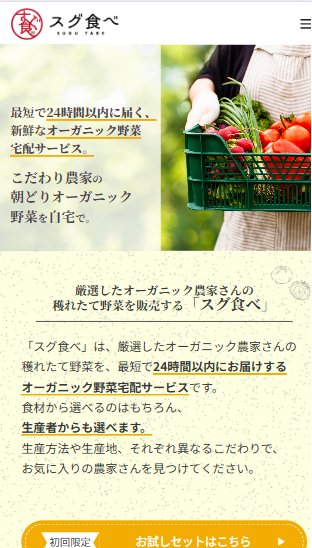 スグ食べ
SUGU TABE
最短で24時間以内に届く、
新鮮なオーガニック野菜
宅配サービス。
こだわり農家の
朝どりオーガニック
野菜を自宅で。
厳選したオーガニック農家さんの
穫れたて野菜を販売する「スグ食べ」
「スグ食べ」は、厳選したオーガニック農家さんの
穫れたて野菜を、最短で24時間以内にお届けする
オーガニック野菜宅配サービスです。
食材から選べるのはもちろん、
生産者からも選べます。
生産方法や生産地、それぞれ異なるこだわりで、
お気に入りの農家さんを見つけてください。
初回限定 お試しセットはこちら